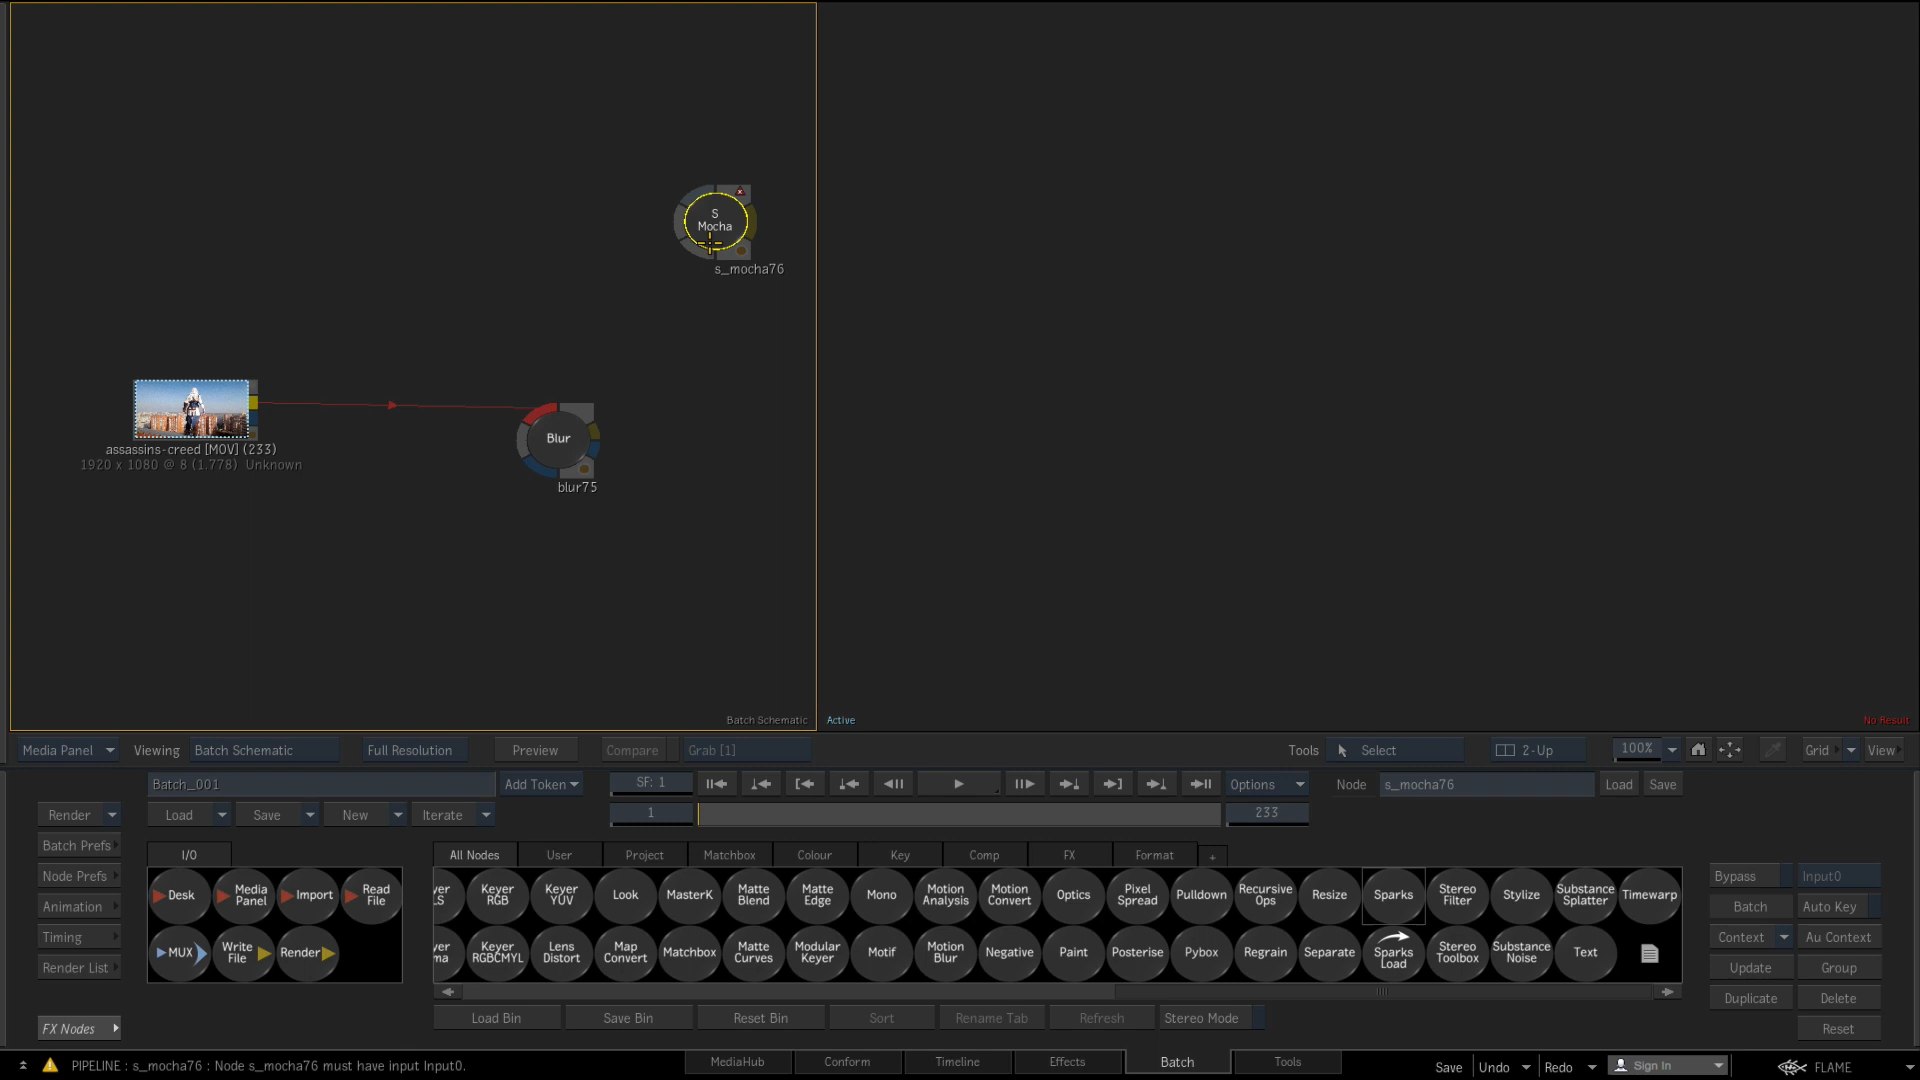 S
Mocha
s_mocha76
assassins-creed [MOV] (233)
1920 x 1080 @ 8 (1.778) Unknown
Blur
blur75
Batch Schematic
Active
No Result
Media Panel
Viewing
Batch Schematic
Full Resolution
Preview
Compare
Grab [1]
Tools
Select
2-Up
100%
Grid
View
Batch_001
Add Token
SF: 1
Options
Node
s_mocha76
Load
Save
Render
Load
Save
New
Iterate
1
233
Batch Prefs
Node Prefs
Animation
Timing
Render List
FX Nodes
I/O
Desk
Media
Panel
Import
Read
File
MUX
Write
File
Render
All Nodes
User
Project
Matchbox
Colour
Key
Comp
FX
Format
+
yer
LS
Keyer
RGB
Keyer
YUV
Look
MasterK
Matte
Blend
Matte
Edge
Mono
Motion
Analysis
Motion
Convert
Optics
Pixel
Spread
Pulldown
Recursive
Ops
Resize
Sparks
Stereo
Filter
Stylize
Substance
Splatter
Timewarp
yer
ma
Keyer
RGBCMYL
Lens
Distort
Map
Convert
Matchbox
Matte
Curves
Modular
Keyer
Motif
Motion
Blur
Negative
Paint
Posterise
Pybox
Regrain
Separate
Sparks
Load
Stereo
Toolbox
Substance
Noise
Text
Load Bin
Save Bin
Reset Bin
Sort
Rename Tab
Refresh
Stereo Mode
Bypass
Input0
Batch
Auto Key
Context
Au Context
Update
Group
Duplicate
Delete
Reset
PIPELINE : s_mocha76 : Node s_mocha76 must have input Input0.
MediaHub
Conform
Timeline
Effects
Batch
Tools
Save
Undo
Redo
Sign In
FLAME